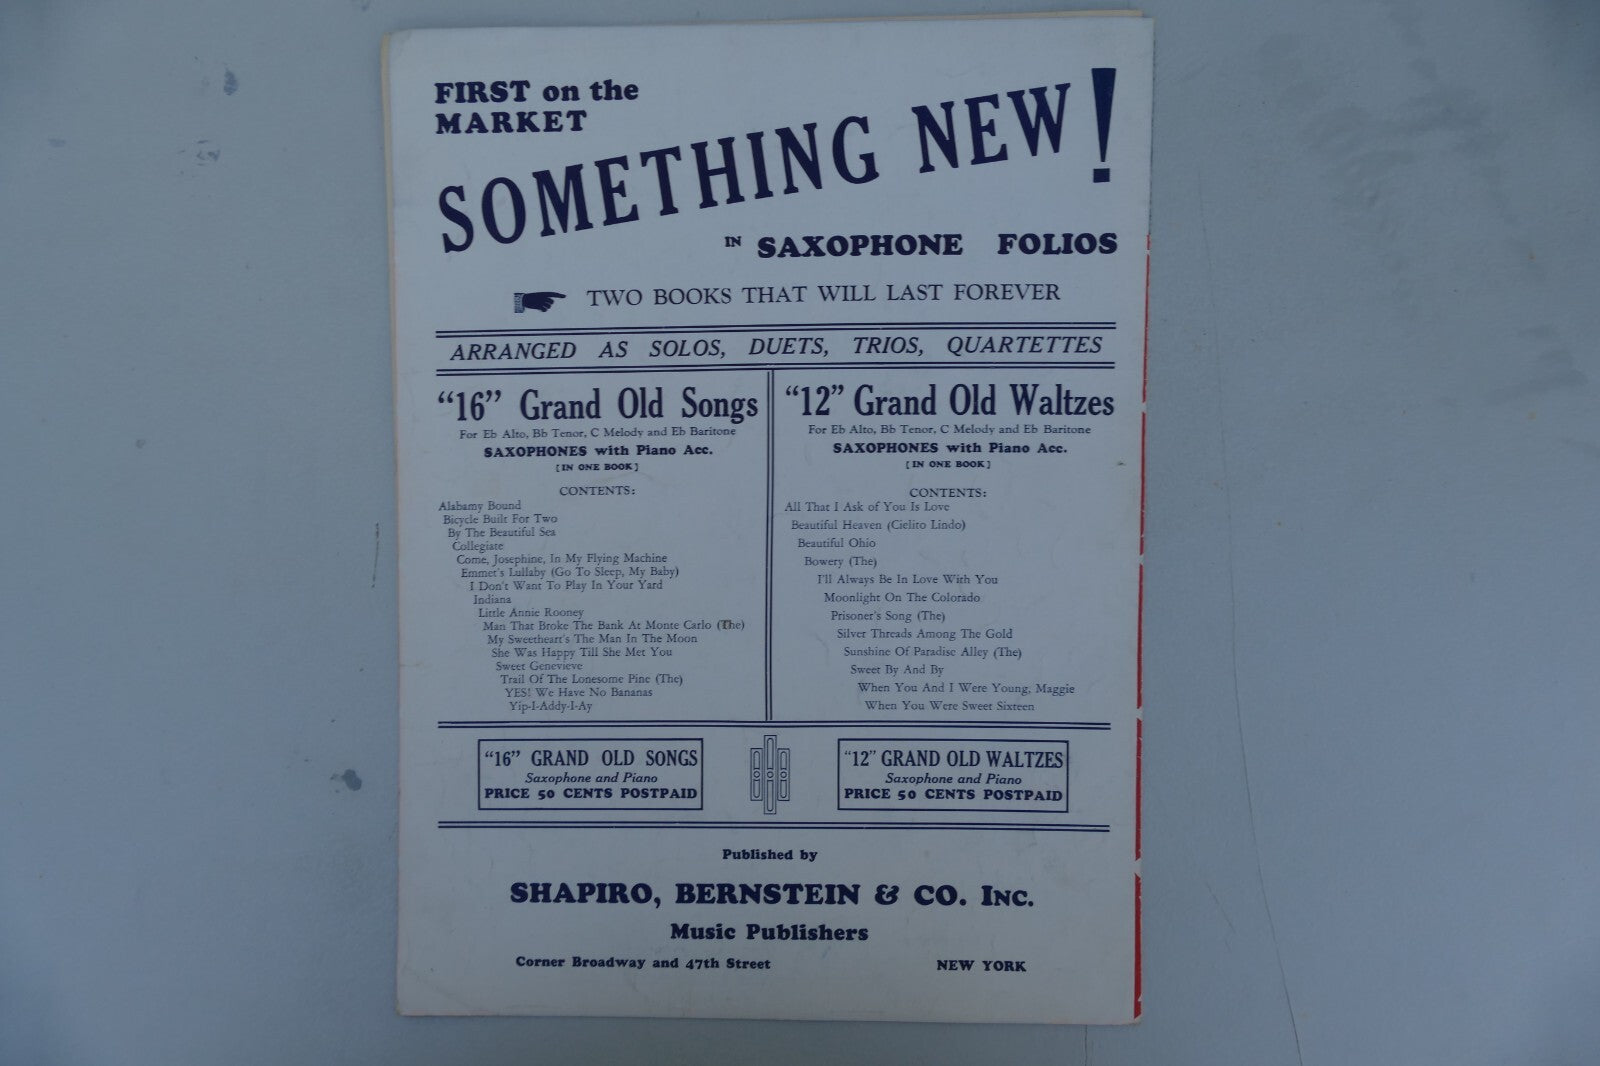 FIRST on the
MARKET
SOMETHING NEW!
IN SAXOPHONE FOLIOS
TWO BOOKS THAT WILL LAST FOREVER
ARRANGED AS SOLOS, DUETS, TRIOS, QUARTETTES
"16" Grand Old Songs
For Eb Alto, Bb Tenor, C Melody and Eb Baritone
SAXOPHONES with Piano Acc.
[IN ONE BOOK]
CONTENTS:
Alabamy Bound
Bicycle Built For Two
By The Beautiful Sea
Collegiate
Come, Josephine, In My Flying Machine
Emmet's Lullaby (Go To Sleep, My Baby)
I Don't Want To Play In Your Yard
Indiana
Little Annie Rooney
Man That Broke The Bank At Monte Carlo (The)
My Sweetheart's The Man In The Moon
She Was Happy Till She Met You
Sweet Genevieve
Trail Of The Lonesome Pine (The)
YES! We Have No Bananas
Yip-I-Addy-I-Ay
"12" Grand Old Waltzes
For Eb Alto, Bb Tenor, C Melody and Eb Baritone
SAXOPHONES with Piano Acc.
[IN ONE BOOK]
CONTENTS:
All That I Ask of You Is Love
Beautiful Heaven (Cielito Lindo)
Beautiful Ohio
Bowery (The)
I'll Always Be In Love With You
Moonlight On The Colorado
Prisoner's Song (The)
Silver Threads Among The Gold
Sunshine Of Paradise Alley (The)
Sweet By And By
When You And I Were Young, Maggie
When You Were Sweet Sixteen
"16" GRAND OLD SONGS
Saxophone and Piano
PRICE 50 CENTS POSTPAID
"12" GRAND OLD WALTZES
Saxophone and Piano
PRICE 50 CENTS POSTPAID
Published by
SHAPIRO, BERNSTEIN & CO. INC.
Music Publishers
Corner Broadway and 47th Street NEW YORK